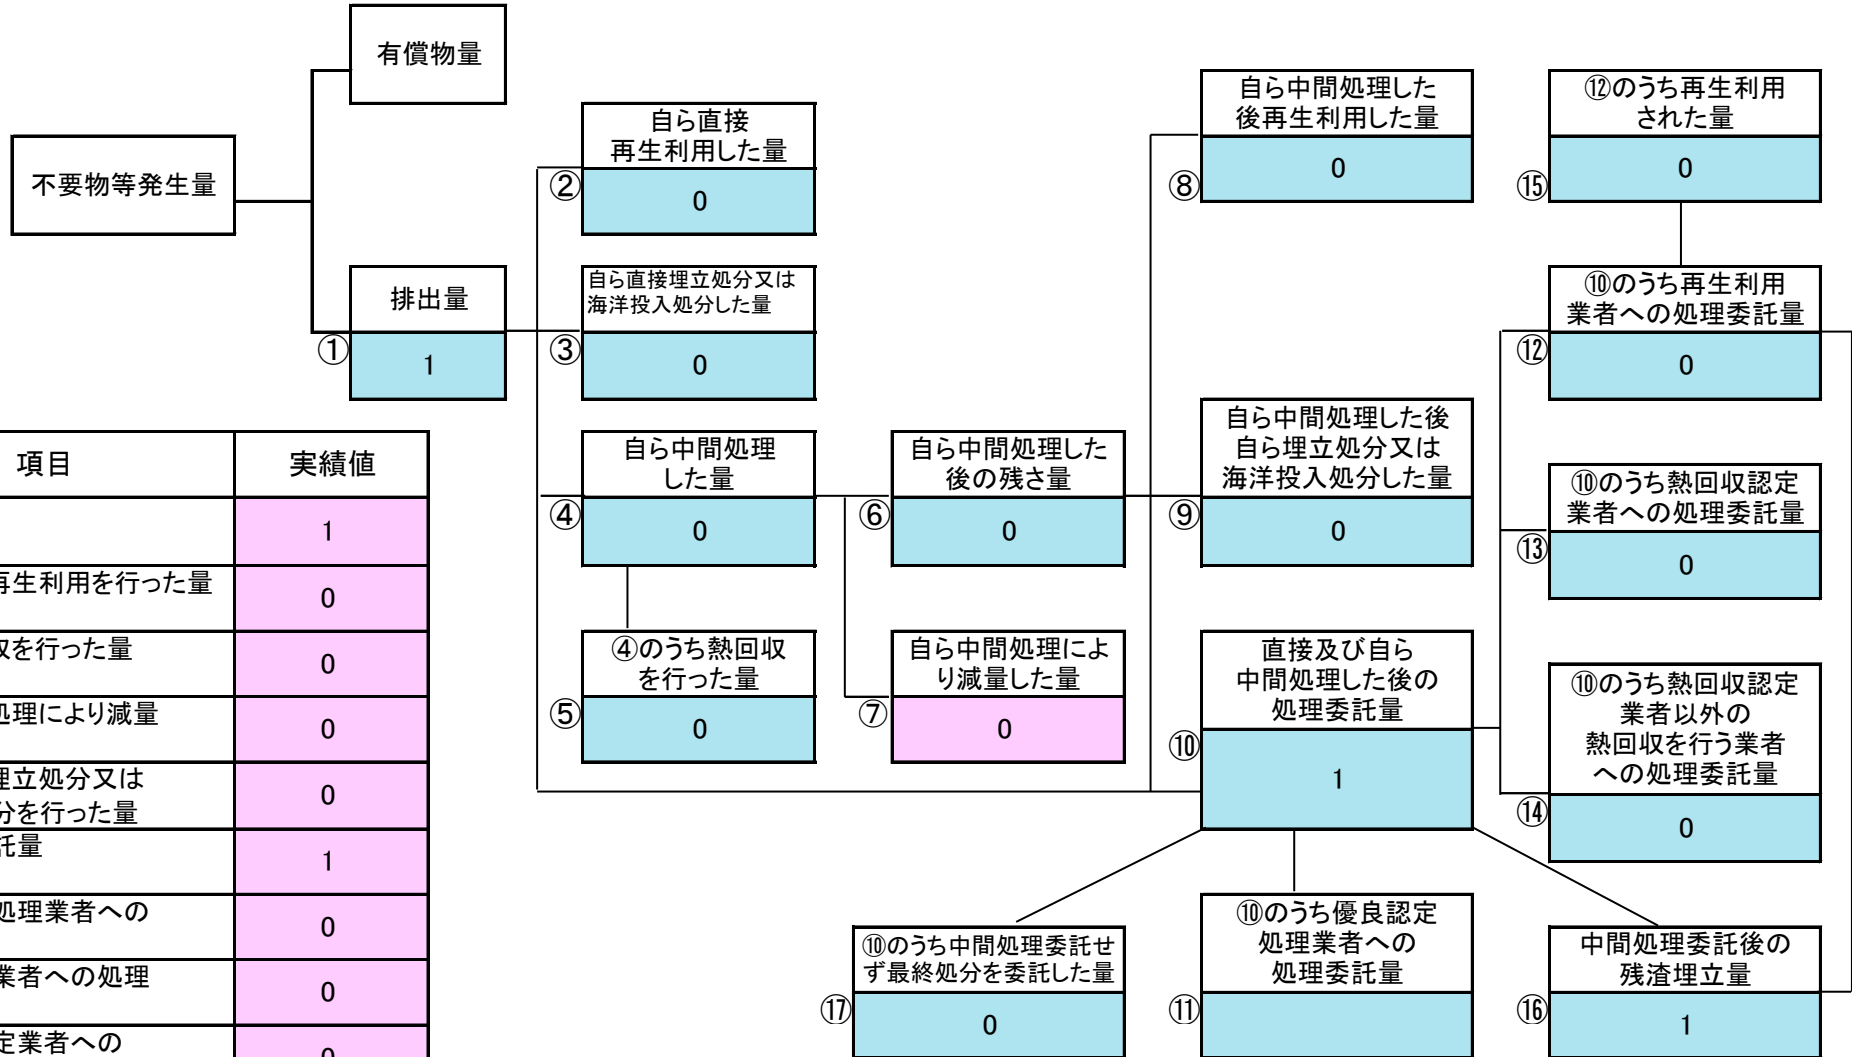 有償物量
不要物等発生量
排出量
①
1
自ら直接
再生利用した量
②
0
自ら直接埋立処分又は
海洋投入処分した量
③
0
自ら中間処理
した量
④
0
④のうち熱回収
を行った量
⑤
0
自ら中間処理した
後の残さ量
⑥
0
自ら中間処理によ
り減量した量
⑦
0
自ら中間処理した
後再生利用した量
⑧
0
自ら中間処理した後
自ら埋立処分又は
海洋投入処分した量
⑨
0
直接及び自ら
中間処理した後の
処理委託量
⑩
1
⑫のうち再生利用
された量
⑮
0
⑩のうち再生利用
業者への処理委託量
⑫
0
⑩のうち熱回収認定
業者への処理委託量
⑬
0
⑩のうち熱回収認定
業者以外の
熱回収を行う業者
への処理委託量
⑭
0
⑩のうち中間処理委託せ
ず最終処分を委託した量
⑰
0
⑩のうち優良認定
処理業者への
処理委託量
⑪
中間処理委託後の
残渣埋立量
⑯
1
項目 実績値
1
再生利用を行った量 0
を行った量 0
処理により減量 0
埋立処分又は
分を行った量 0
託量 1
処理業者への 0
業者への処理 0
定業者への 0